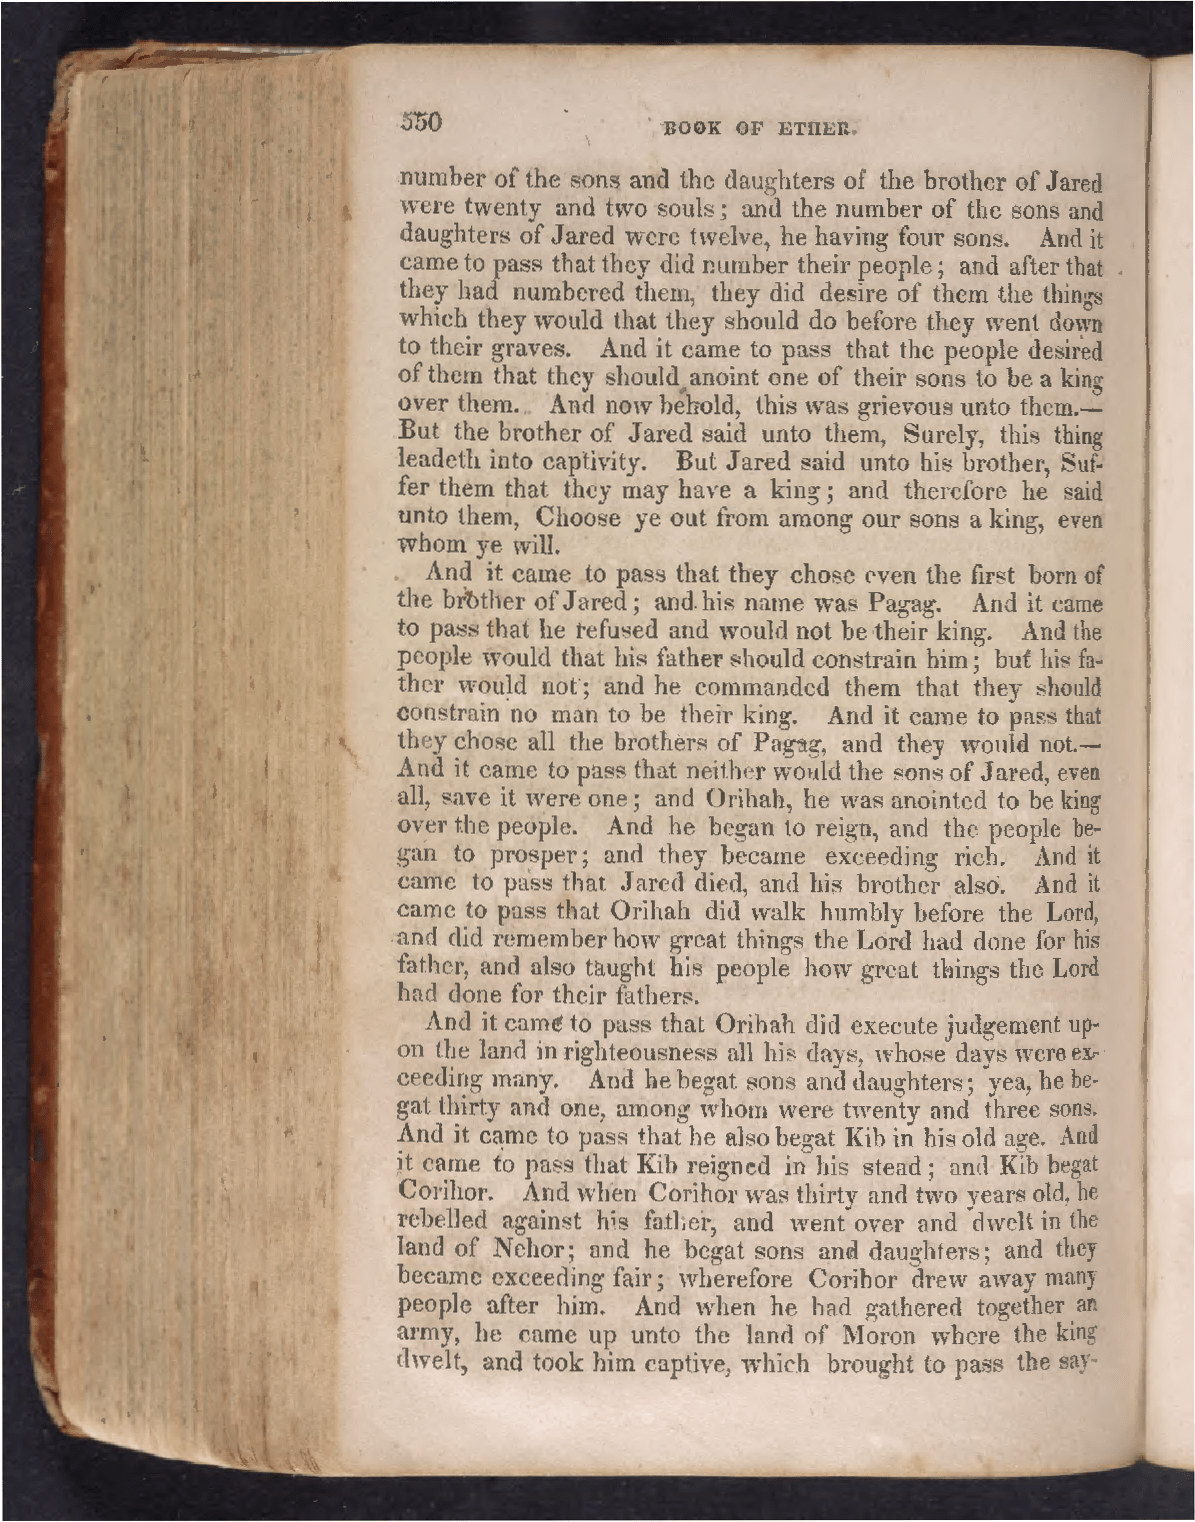 550 BOOK OF ETHER.
number of the sons and the daughters of the brother of Jared
were twenty and two souls; and the number of the sons and
daughters of Jared were twelve, he having four sons. And it
came to pass that they did number their people; and after that
they had numbered them, they did desire of them the things
which they would that they should do before they went down
to their graves. And it came to pass that the people desired
of them that they should anoint one of their sons to be a king
over them. And now behold, this was grievous unto them.—
But the brother of Jared said unto them, Surely, this thing
leadeth into captivity. But Jared said unto his brother, Suf-
fer them that they may have a king; and therefore he said
unto them, Choose ye out from among our sons a king, even
whom ye will.
And it came to pass that they chose even the first born of
the brother of Jared; and his name was Pagag. And it came
to pass that he refused and would not be their king. And the
people would that his father should constrain him; but his fa-
ther would not; and he commanded them that they should
constrain no man to be their king. And it came to pass that
they chose all the brothers of Pagag, and they would not.—
And it came to pass that neither would the sons of Jared, even
all, save it were one; and Orihah, he was anointed to be king
over the people. And he began to reign, and the people be-
gan to prosper; and they became exceeding rich. And it
came to pass that Jared died, and his brother also. And it
came to pass that Orihah did walk humbly before the Lord,
and did remember how great things the Lord had done for his
father, and also taught his people how great things the Lord
had done for their fathers.
And it came to pass that Orihah did execute judgement up-
on the land in righteousness all his days, whose days were ex-
ceeding many. And he begat sons and daughters; yea, he be-
gat thirty and one, among whom were twenty and three sons.
And it came to pass that he also begat Kib in his old age. And
it came to pass that Kib reigned in his stead; and Kib begat
Corihor. And when Corihor was thirty and two years old, he
rebelled against his father, and went over and dwelt in the
land of Nehor; and he begat sons and daughters; and they
became exceeding fair; wherefore Corihor drew away many
people after him. And when he had gathered together an
army, he came up unto the land of Moron where the king
dwelt, and took him captive, which brought to pass the say-